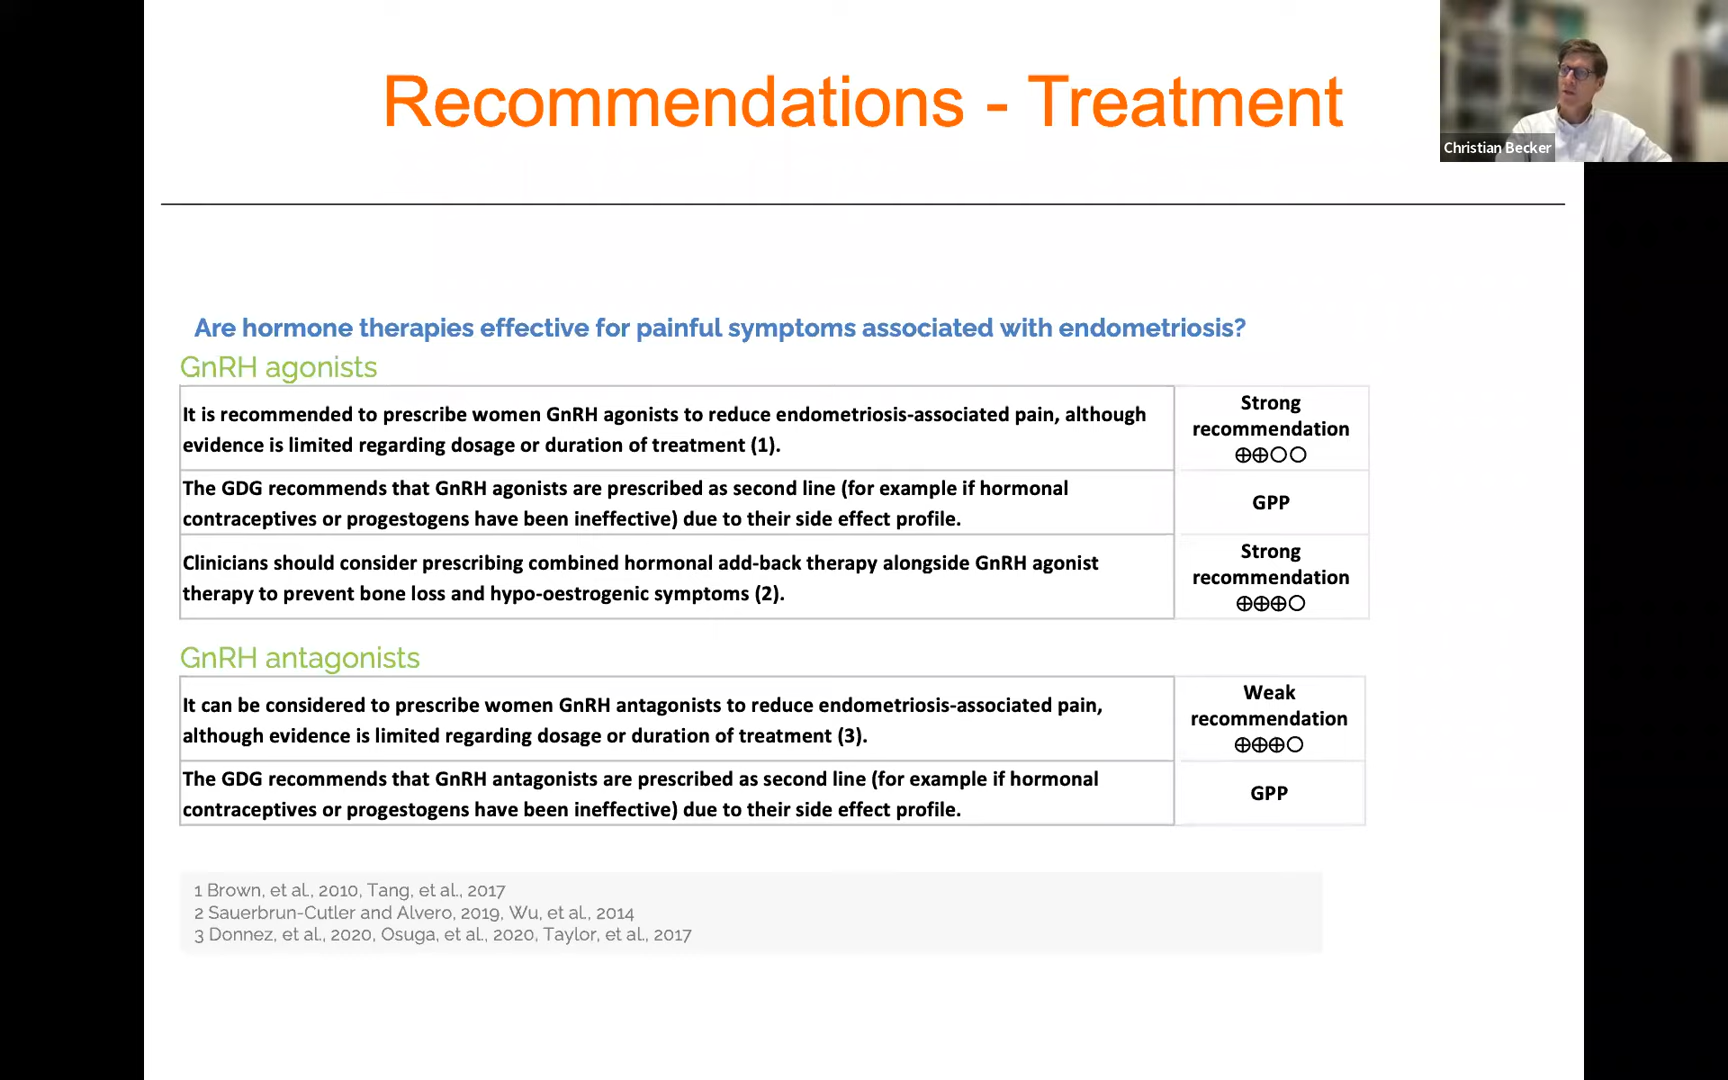 Recommendations - Treatment
Christian Becker
Are hormone therapies effective for painful symptoms associated with endometriosis?
GnRH agonists
It is recommended to prescribe women GnRH agonists to reduce endometriosis-associated pain, although
evidence is limited regarding dosage or duration of treatment (1).
Strong
recommendation
⊕⊕○○
The GDG recommends that GnRH agonists are prescribed as second line (for example if hormonal
contraceptives or progestogens have been ineffective) due to their side effect profile.
GPP
Clinicians should consider prescribing combined hormonal add-back therapy alongside GnRH agonist
therapy to prevent bone loss and hypo-oestrogenic symptoms (2).
Strong
recommendation
⊕⊕⊕○
GnRH antagonists
It can be considered to prescribe women GnRH antagonists to reduce endometriosis-associated pain,
although evidence is limited regarding dosage or duration of treatment (3).
Weak
recommendation
⊕⊕⊕○
The GDG recommends that GnRH antagonists are prescribed as second line (for example if hormonal
contraceptives or progestogens have been ineffective) due to their side effect profile.
GPP
1 Brown, et al., 2010, Tang, et al., 2017
2 Sauerbrun-Cutler and Alvero, 2019, Wu, et al., 2014
3 Donnez, et al., 2020, Osuga, et al., 2020, Taylor, et al., 2017